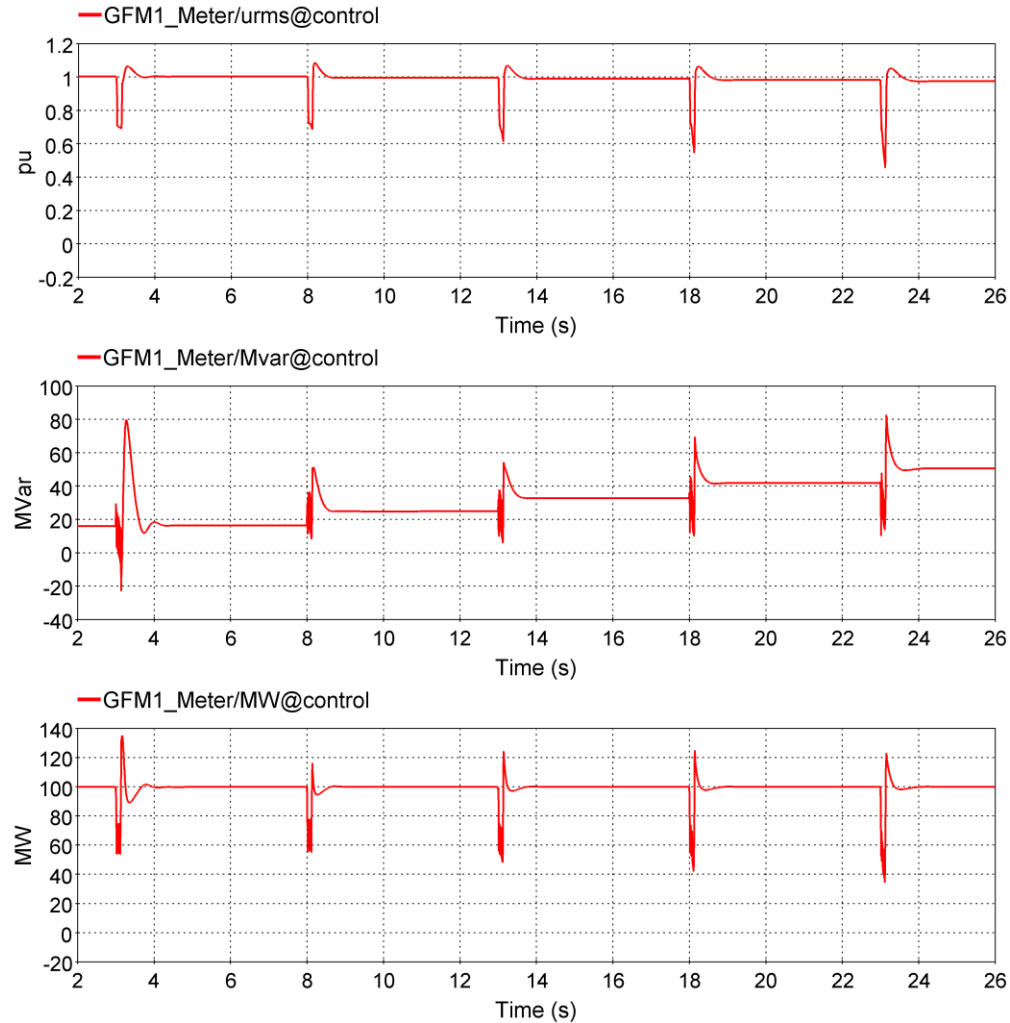 GFM1_Meter/urms@control
1.2
1
0.8
0.6
0.4
0.2
0
-0.2
pu
2 4 6 8 10 12 14 16 18 20 22 24 26
Time (s)
GFM1_Meter/Mvar@control
100
80
60
40
20
0
-20
-40
MVar
2 4 6 8 10 12 14 16 18 20 22 24 26
Time (s)
GFM1_Meter/MW@control
140
120
100
80
60
40
20
0
-20
MW
2 4 6 8 10 12 14 16 18 20 22 24 26
Time (s)